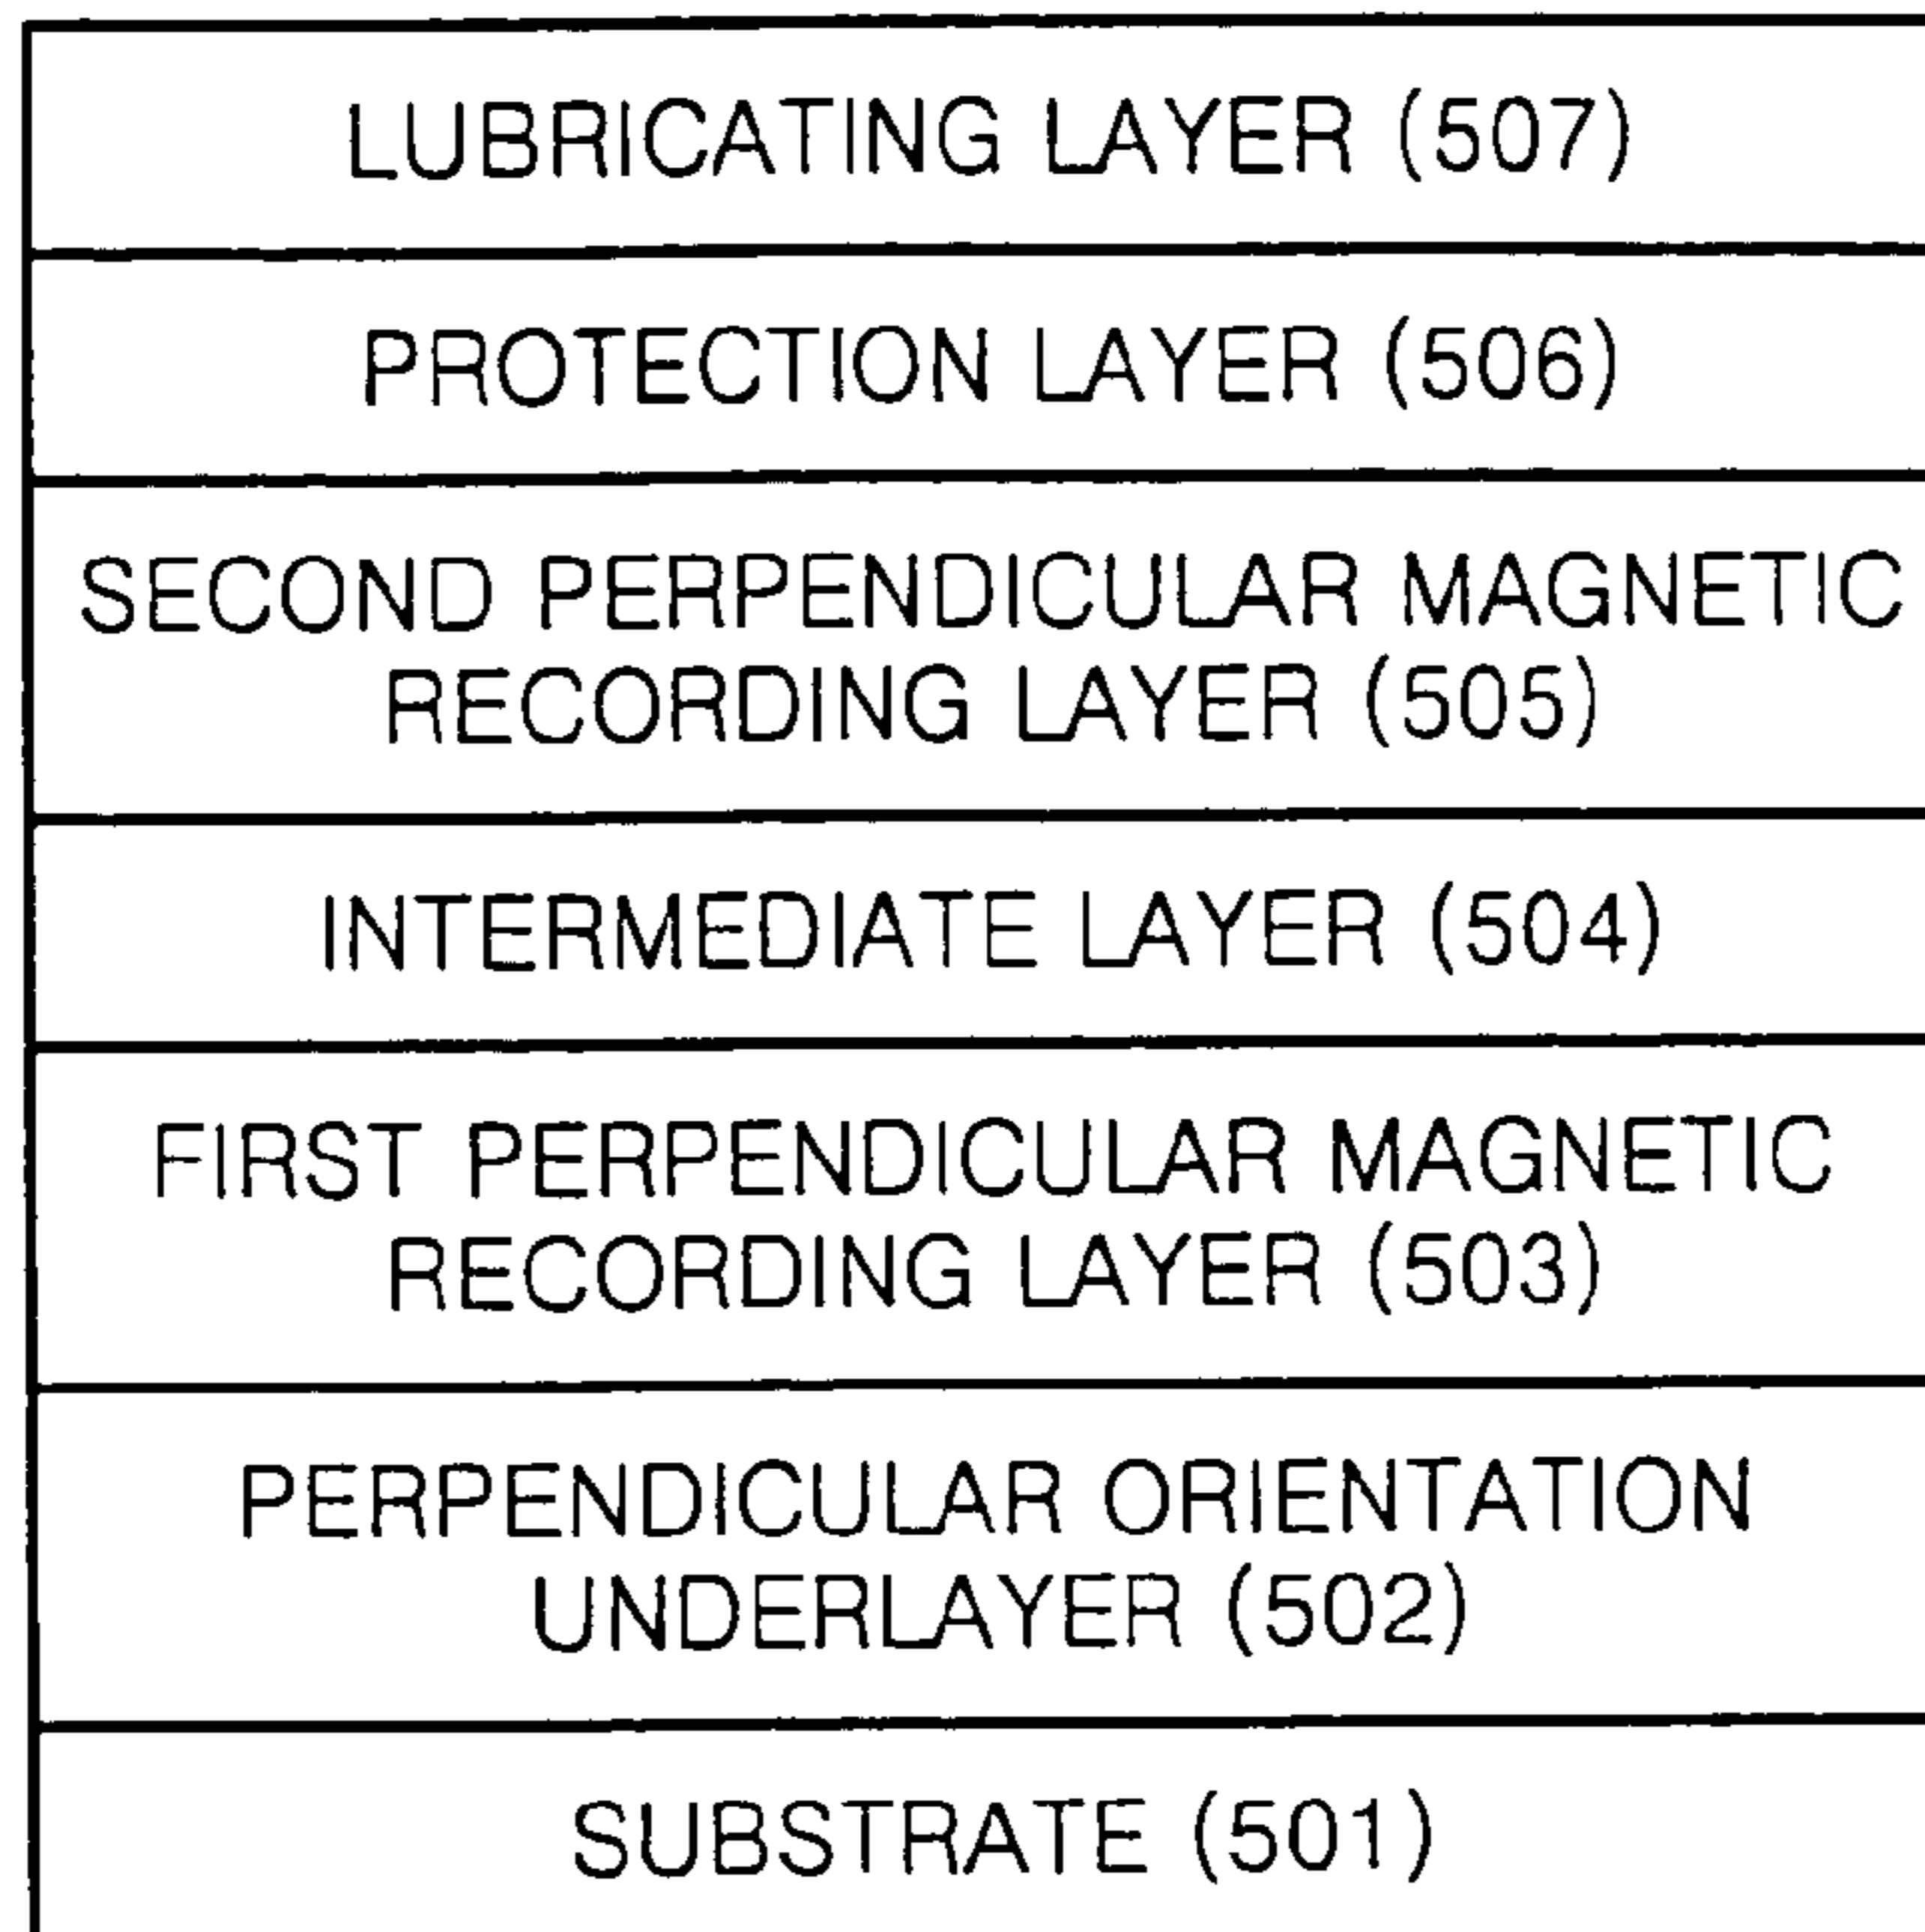 LUBRICATING LAYER (507)
PROTECTION LAYER (506)
SECOND PERPENDICULAR MAGNETIC
RECORDING LAYER (505)
INTERMEDIATE LAYER (504)
FIRST PERPENDICULAR MAGNETIC
RECORDING LAYER (503)
PERPENDICULAR ORIENTATION
UNDERLAYER (502)
SUBSTRATE (501)